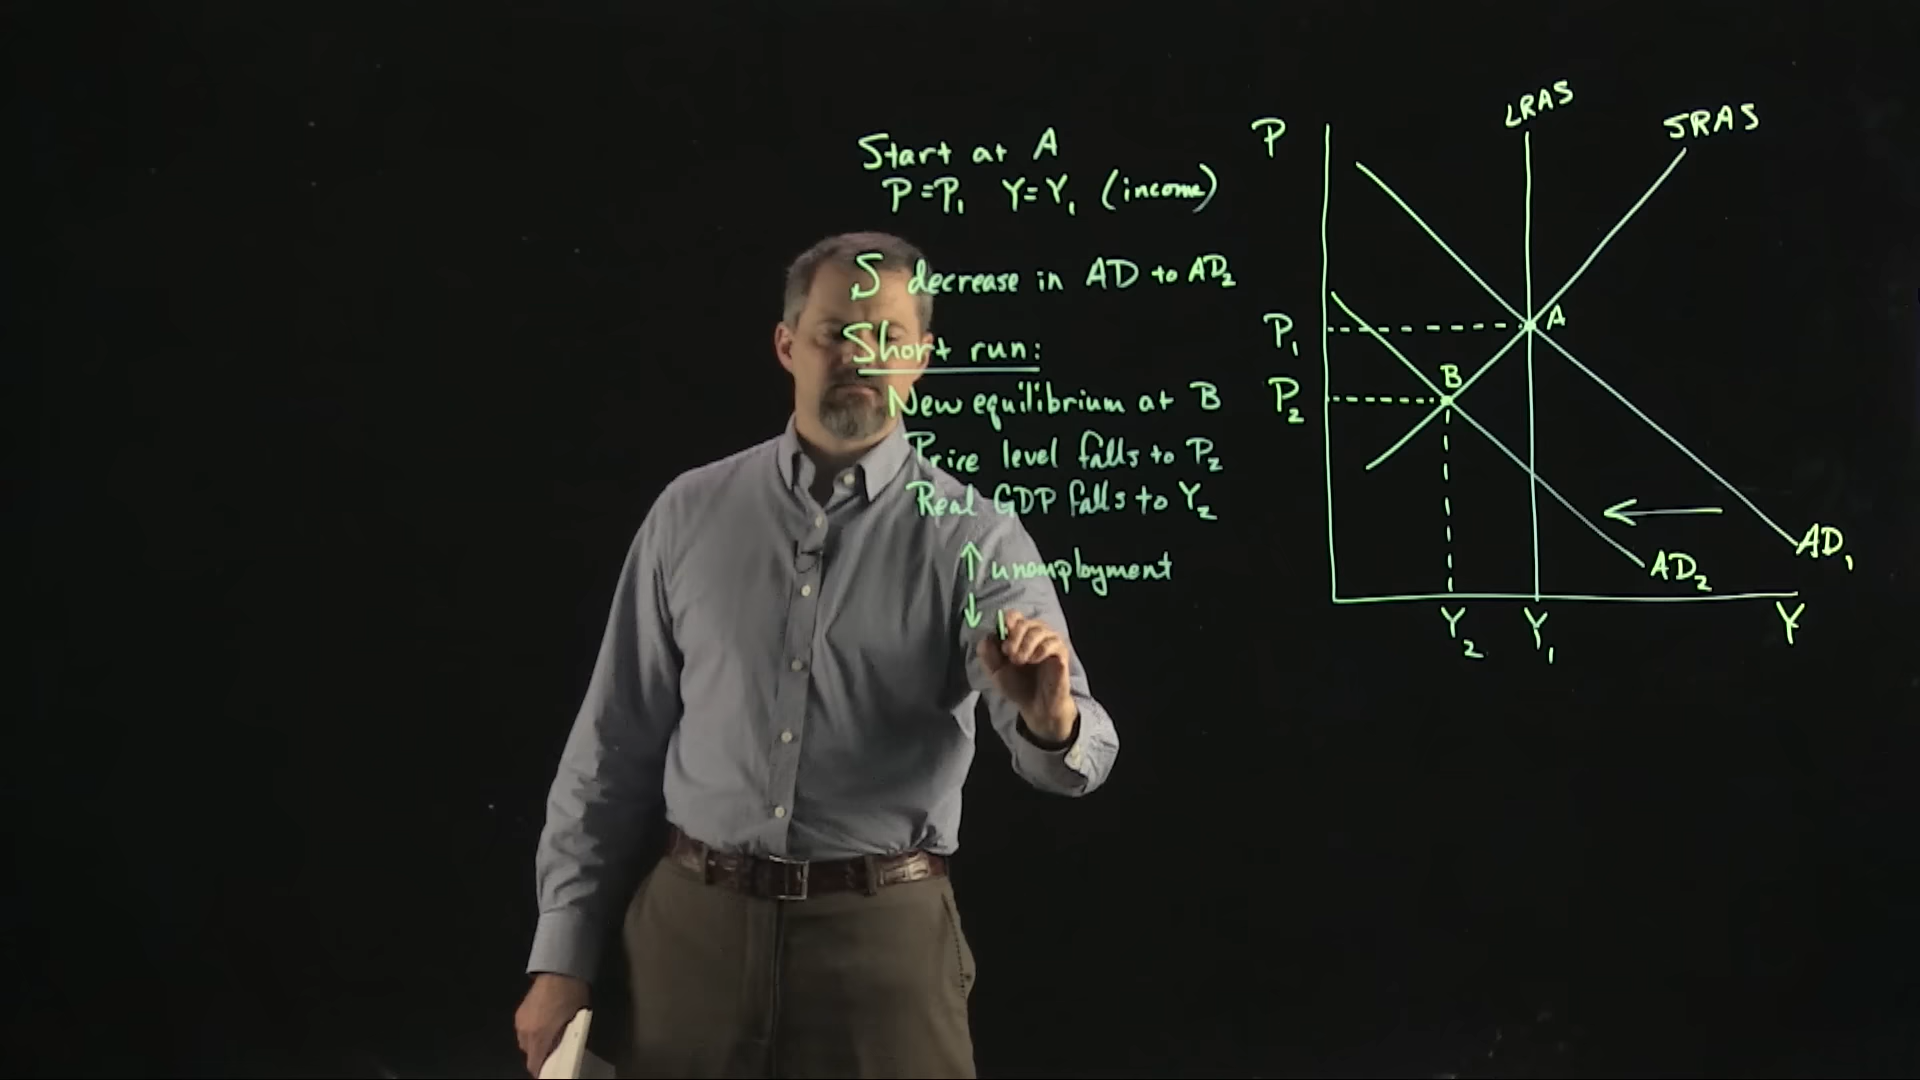 Start at A
P=P1 Y=Y1 (income)
S decrease in AD to AD2
Short run:
New equilibrium at B
Price level falls to P2
Real GDP falls to Y2
↑ unemployment
↓
P
LRAS
SRAS
P1
A
P2
B
AD1
AD2
Y2
Y1
Y